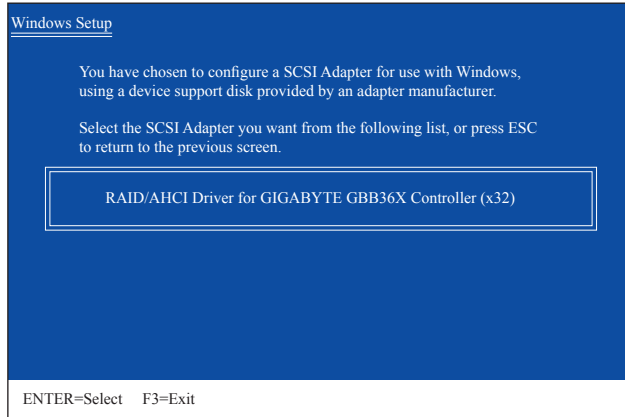 Windows Setup
You have chosen to configure a SCSI Adapter for use with Windows,
using a device support disk provided by an adapter manufacturer.
Select the SCSI Adapter you want from the following list, or press ESC
to return to the previous screen.
RAID/AHCI Driver for GIGABYTE GBB36X Controller (x32)
ENTER=Select F3=Exit